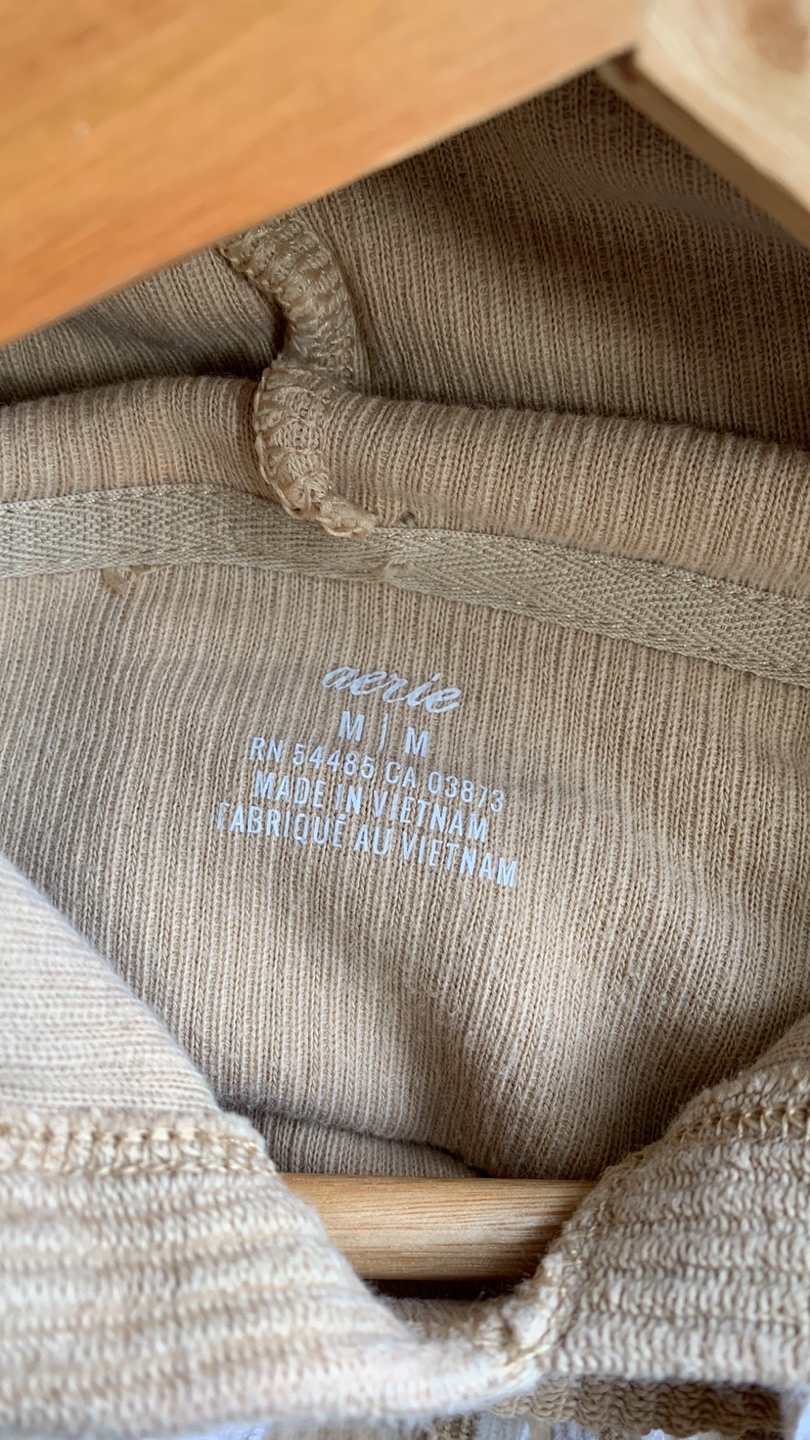 aerie
M | M
RN 54485 CA 03873
MADE IN VIETNAM
FABRIQUÉ AU VIETNAM